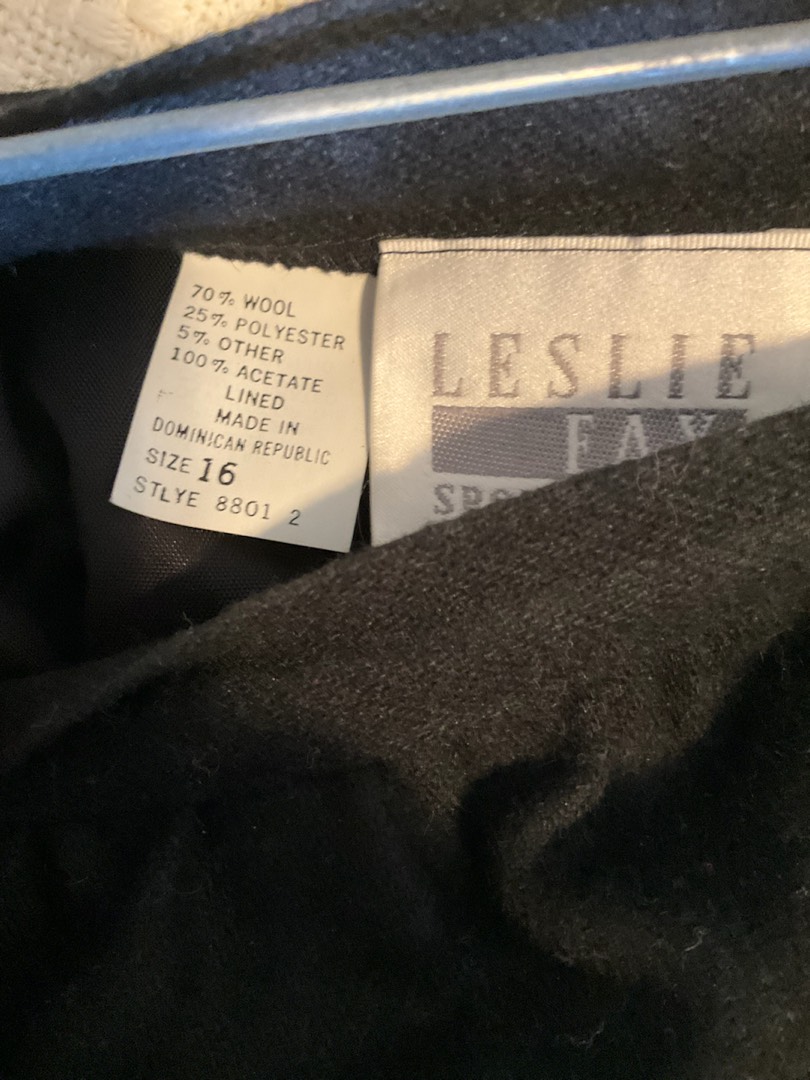 70% WOOL
25% POLYESTER
5% OTHER
100% ACETATE
LINED
MADE IN
DOMINICAN REPUBLIC
SIZE 16
STLYE 8801 2
LESLIE
FAY